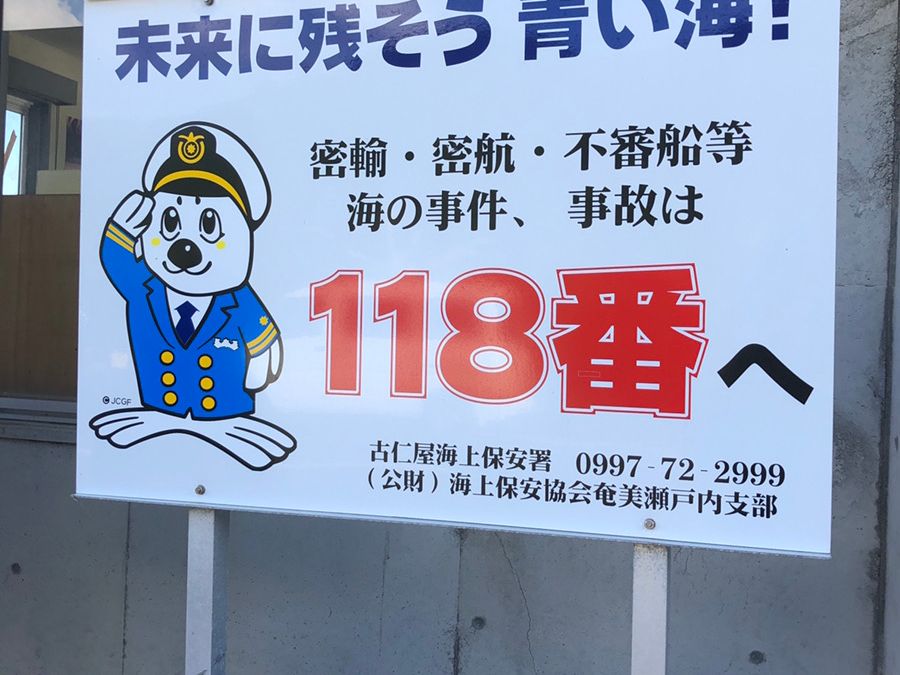 未来に残そう 青い海!
密輸・密航・不審船等
海の事件、事故は
118番へ
© JCGF
古仁屋海上保安署 0997-72-2999
(公財)海上保安協会奄美瀬戸内支部